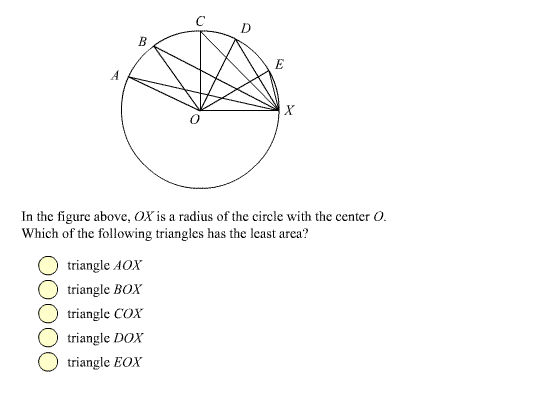 C
D
B
E
A
X
O
In the figure above, OX is a radius of the circle with the center O.
Which of the following triangles has the least area?
triangle AOX
triangle BOX
triangle COX
triangle DOX
triangle EOX